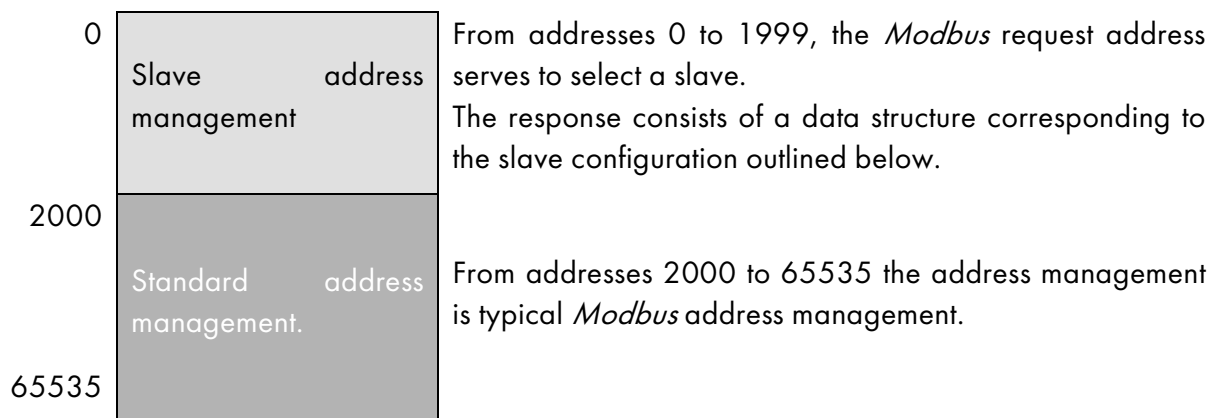 0
Slave address
management
From addresses 0 to 1999, the Modbus request address
serves to select a slave.
The response consists of a data structure corresponding to
the slave configuration outlined below.
2000
Standard address
management.
From addresses 2000 to 65535 the address management
is typical Modbus address management.
65535